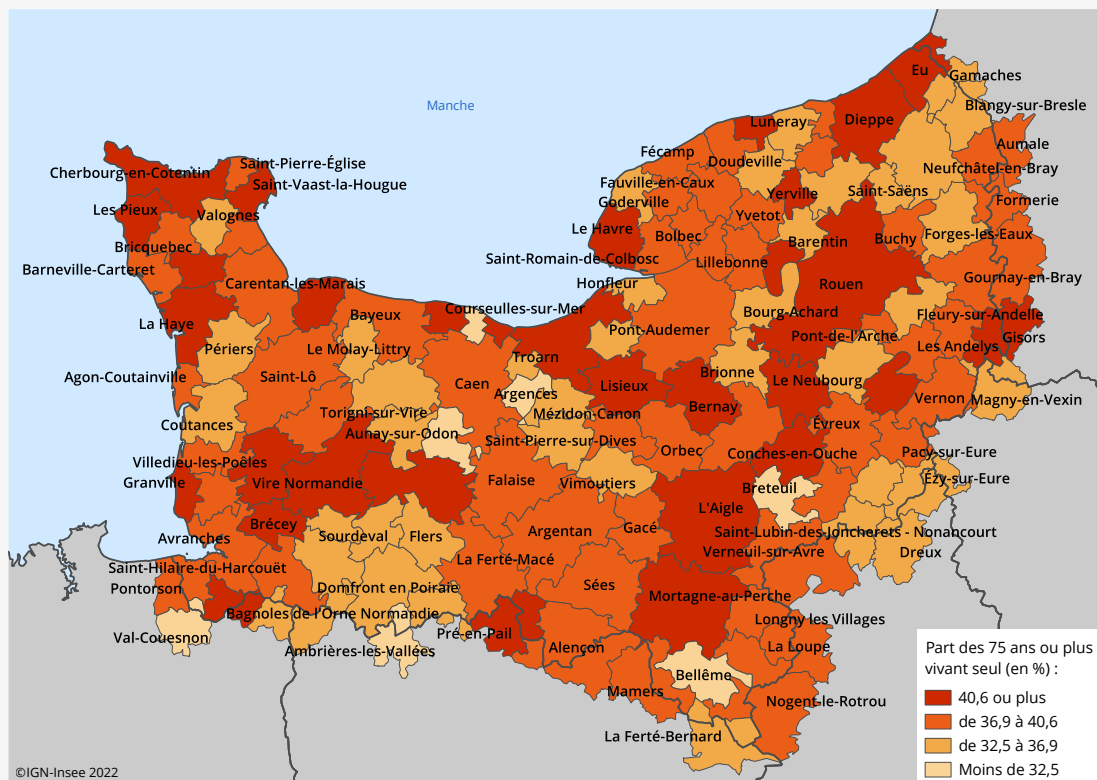 Eu
Gamaches
Manche
Blangy-sur-Bresle
Luneray
Dieppe
Aumale
Fécamp
Doudeville
Neufchâtel-en-Bray
Saint-Pierre-Église
Cherbourg-en-Cotentin
Saint-Vaast-la-Hougue
Fauville-en-Caux
Yerville
Saint-Saëns
Goderville
Formerie
Les Pieux
Valognes
Yvetot
Le Havre
Bolbec
Barentin
Buchy
Forges-les-Eaux
Bricquebec
Saint-Romain-de-Colbosc
Lillebonne
Barneville-Carteret
Carentan-les-Marais
Honfleur
Rouen
Gournay-en-Bray
Courseulles-sur-Mer
Bourg-Achard
Fleury-sur-Andelle
La Haye
Bayeux
Pont-Audemer
Pont-de-l'Arche
Gisors
Périers
Le Molay-Littry
Troarn
Les Andelys
Agon-Coutainville
Saint-Lô
Caen
Lisieux
Brionne
Le Neubourg
Argences
Vernon
Magny-en-Vexin
Torigni-sur-Vire
Mézidon-Canon
Bernay
Coutances
Aunay-sur-Odon
Évreux
Saint-Pierre-sur-Dives
Orbec
Conches-en-Ouche
Pacy-sur-Eure
Villedieu-les-Poêles
Granville
Vire Normandie
Falaise
Vimoutiers
Breteuil
Ézy-sur-Eure
L'Aigle
Brécey
Sourdeval
Flers
Argentan
Gacé
Saint-Lubin-des-Joncherets - Nonancourt
Avranches
Verneuil-sur-Avre
Dreux
La Ferté-Macé
Saint-Hilaire-du-Harcouët
Pontorson
Domfront en Poiraie
Sées
Mortagne-au-Perche
Bagnoles de l'Orne Normandie
Longny les Villages
Val-Couesnon
Pré-en-Pail
Ambrières-les-Vallées
Alençon
La Loupe
Bellême
Mamers
Nogent-le-Rotrou
La Ferté-Bernard
Part des 75 ans ou plus
vivant seul (en %) :
40,6 ou plus
de 36,9 à 40,6
de 32,5 à 36,9
Moins de 32,5
©IGN-Insee 2022